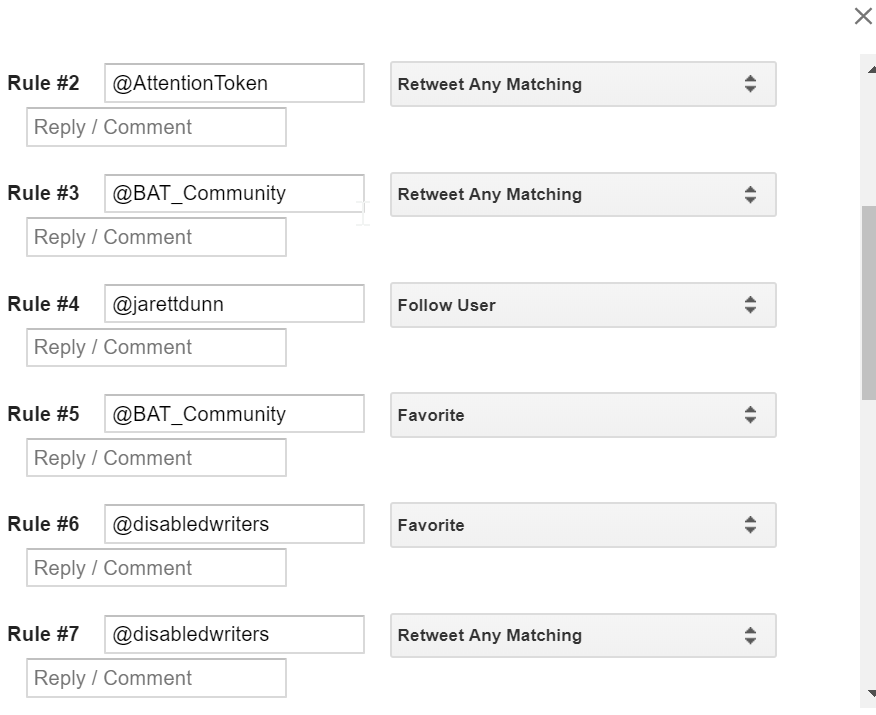 Rule #2 @AttentionToken Retweet Any Matching
Reply / Comment
Rule #3 @BAT_Community Retweet Any Matching
Reply / Comment
Rule #4 @jarettdunn Follow User
Reply / Comment
Rule #5 @BAT_Community Favorite
Reply / Comment
Rule #6 @disabledwriters Favorite
Reply / Comment
Rule #7 @disabledwriters Retweet Any Matching
Reply / Comment